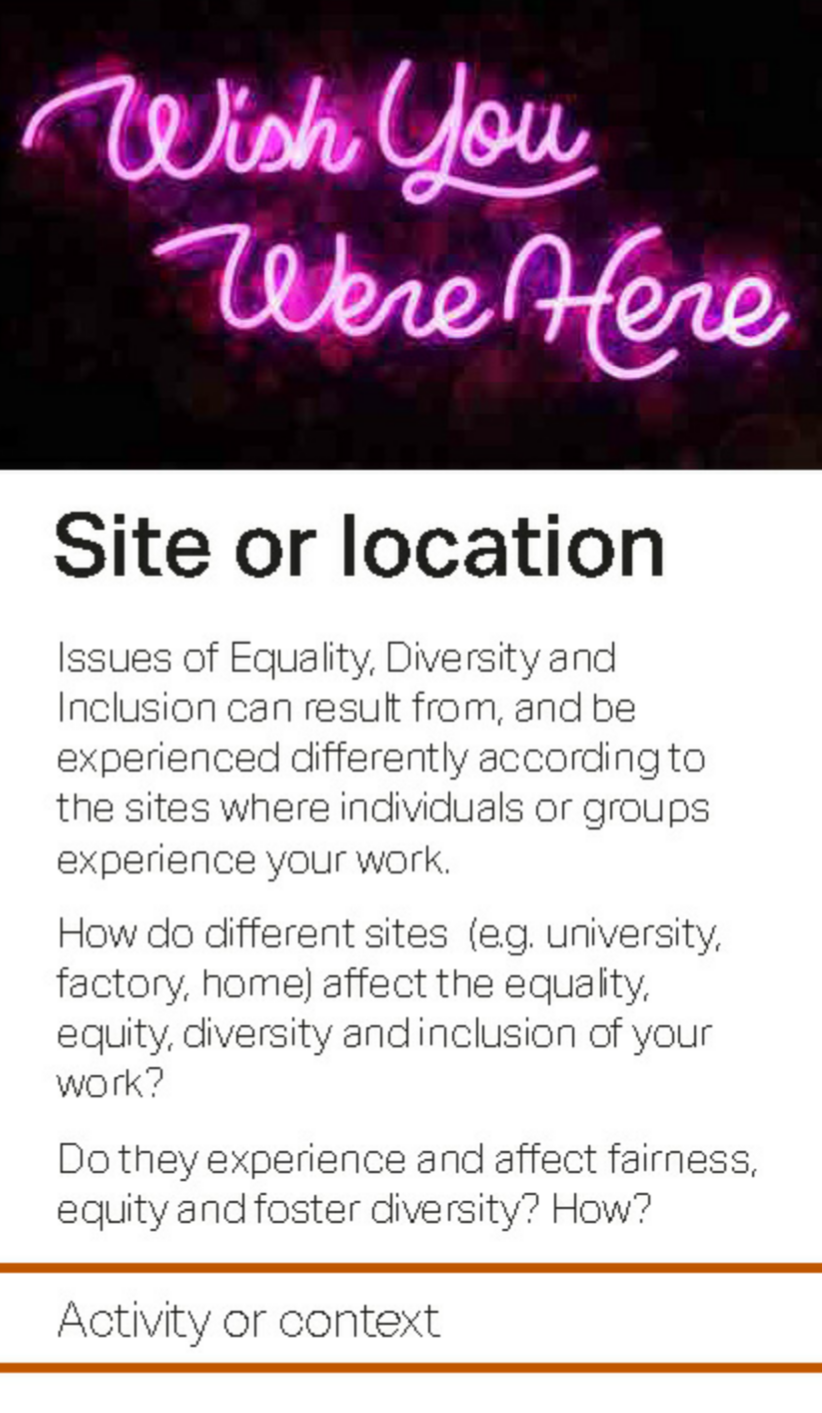 Wish You
Were Here
Site or location
Issues of Equality, Diversity and
Inclusion can result from, and be
experienced differently according to
the sites where individuals or groups
experience your work.
How do different sites (e.g. university,
factory, home) affect the equality,
equity, diversity and inclusion of your
work?
Do they experience and affect fairness,
equity and foster diversity? How?
Activity or context